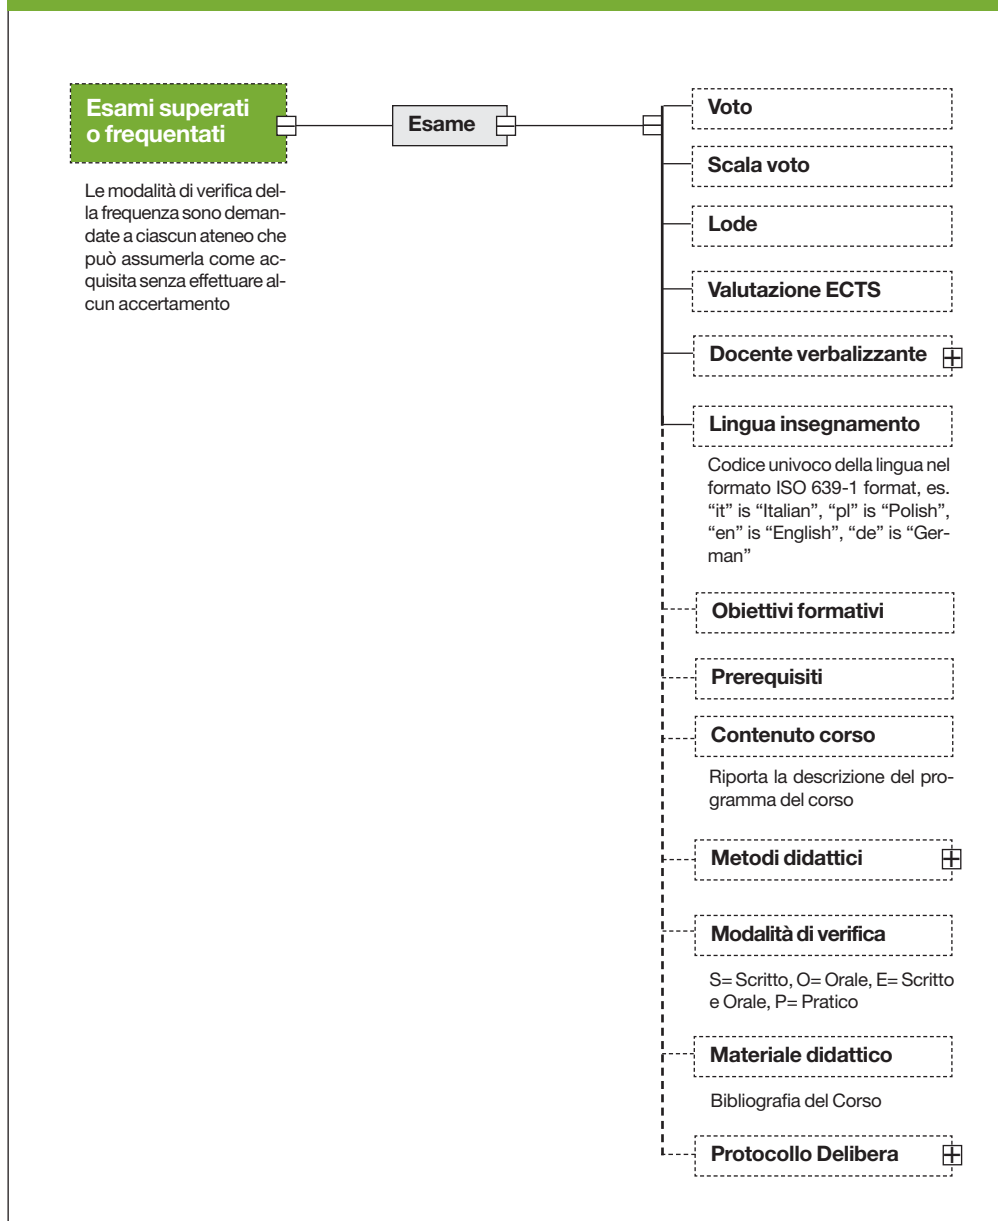 Esami superati
o frequentati
Le modalità di verifica del-
la frequenza sono deman-
date a ciascun ateneo che
può assumerla come ac-
quisita senza effettuare al-
cun accertamento
Esame
Voto
Scala voto
Lode
Valutazione ECTS
Docente verbalizzante
Lingua insegnamento
Codice univoco della lingua nel
formato ISO 639-1 format, es.
“it” is “Italian”, “pl” is “Polish”,
“en” is “English”, “de” is “Ger-
man”
Obiettivi formativi
Prerequisiti
Contenuto corso
Riporta la descrizione del pro-
gramma del corso
Metodi didattici
Modalità di verifica
S= Scritto, O= Orale, E= Scritto
e Orale, P= Pratico
Materiale didattico
Bibliografia del Corso
Protocollo Delibera